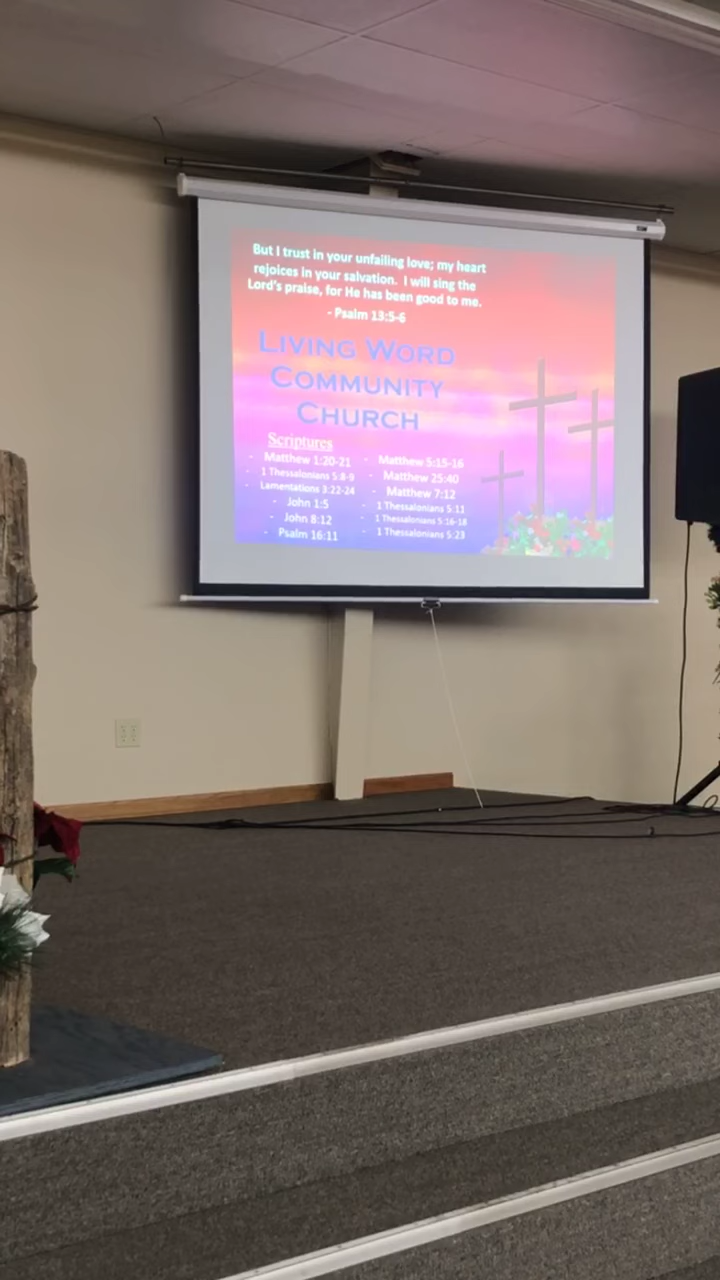 But I trust in your unfailing love; my heart
rejoices in your salvation. I will sing the
Lord's praise, for He has been good to me.
- Psalm 13:5-6
LIVING WORD
COMMUNITY
CHURCH
Scriptures
- Matthew 1:20-21
- 1 Thessalonians 5:8-9
- Lamentations 3:22-24
- John 1:5
- John 8:12
- Psalm 16:11
- Matthew 5:15-16
- Matthew 25:40
- Matthew 7:12
- 1 Thessalonians 5:11
- 1 Thessalonians 5:16-18
- 1 Thessalonians 5:23